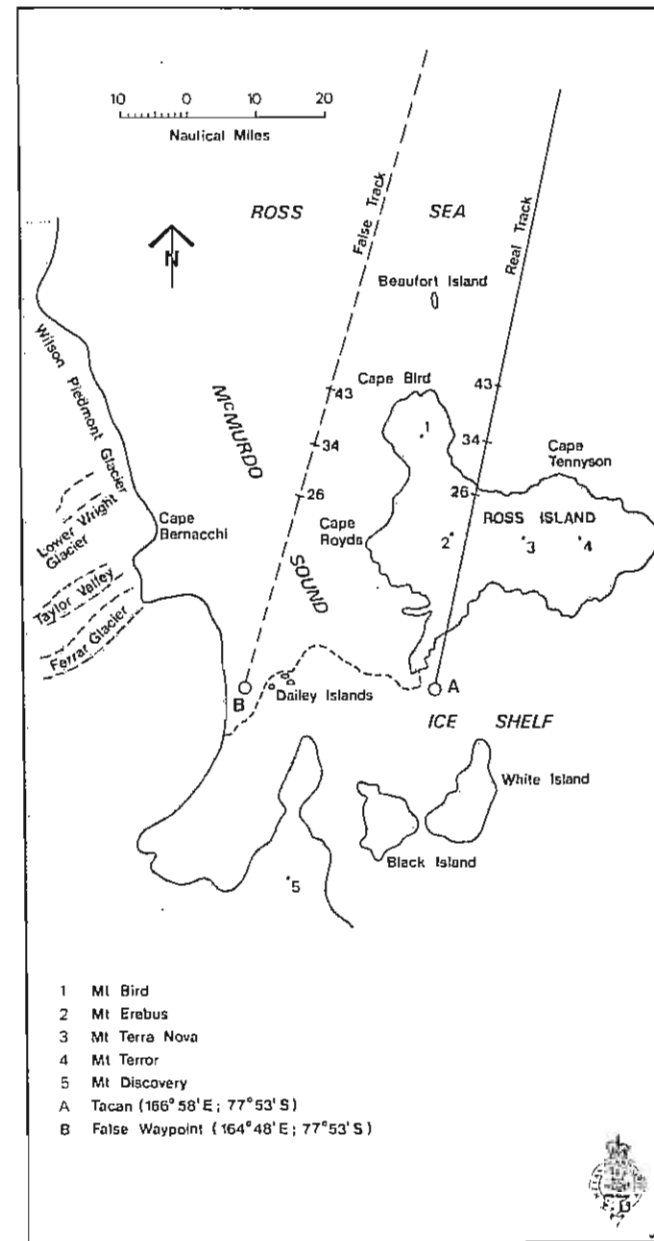 10 0 10 20
Naulical Miles
ROSS SEA
False Track
Real Track
N
Beaufort Island
Wilson Piedmont Glacier
McMURDO
SOUND
Cape Bird
43
34
26
43
34
26
1
Cape
Tennyson
Lower Wright
Glacier
Cape
Bernacchi
Cape
Royds
ROSS ISLAND
2
3
4
Taylor Valley
Ferrar Glacier
B
Dailey Islands
A
ICE SHELF
White Island
Black Island
5
1 Mt Bird
2 Mt Erebus
3 Mt Terra Nova
4 Mt Terror
5 Mt Discovery
A Tacan (166° 58'E; 77°53'S)
B False Waypoint (164°48'E; 77°53'S)